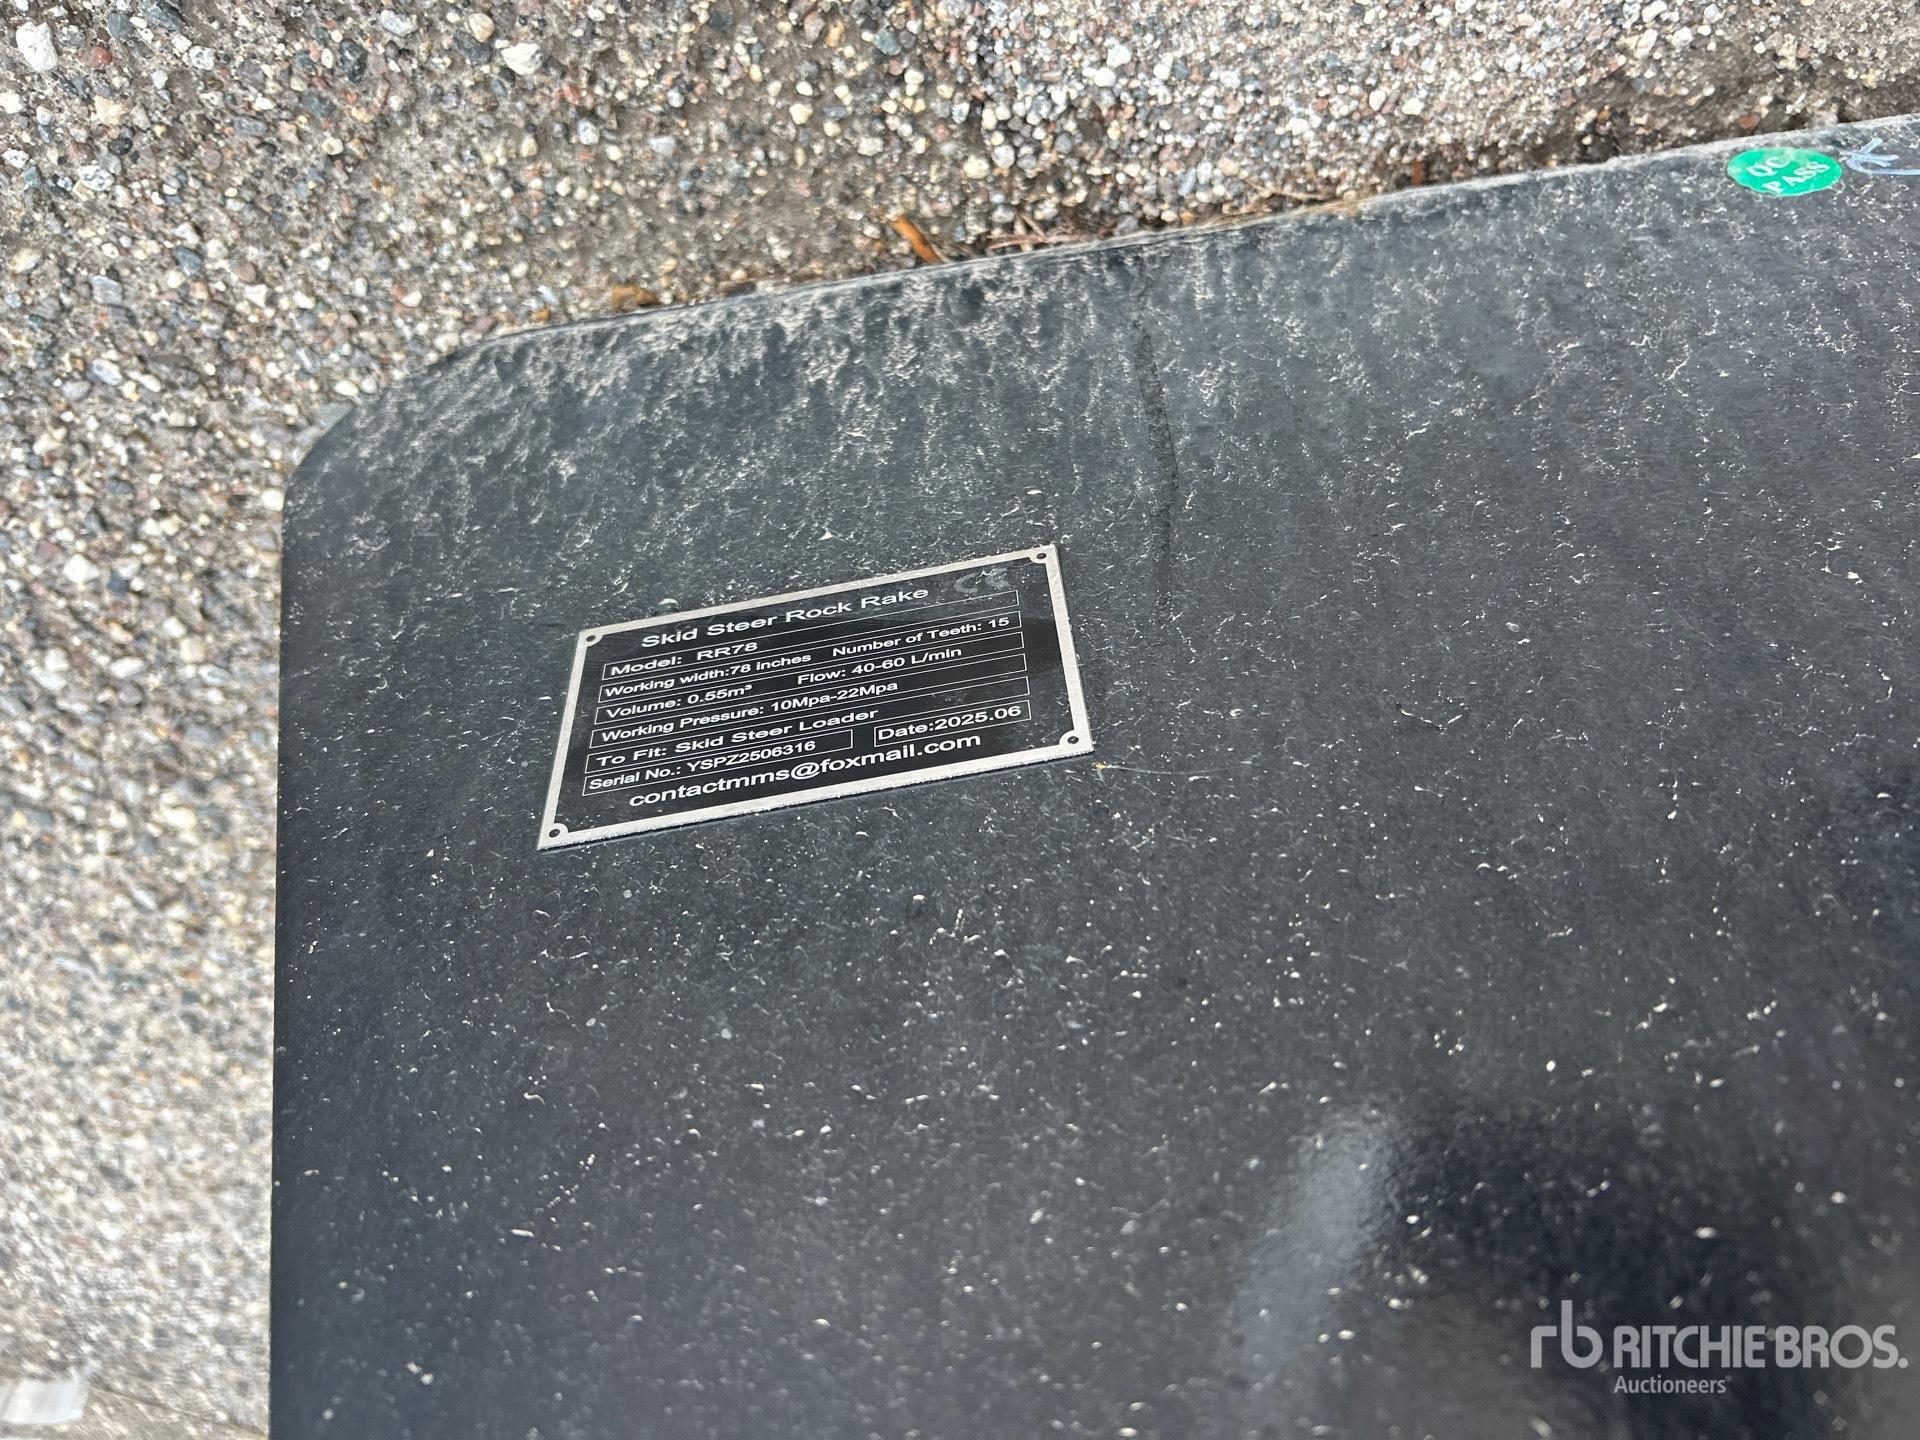 QC
PASS
Skid Steer Rock Rake CE
Model: RR78
Working width:78 inches Number of Teeth: 15
Volume: 0.55m³ Flow: 40-60 L/min
Working Pressure: 10Mpa-22Mpa
To Fit: Skid Steer Loader
Serial No.: YSPZ2506316 Date:2025.06
contactmms@foxmail.com
rb RITCHIE BROS.
Auctioneers